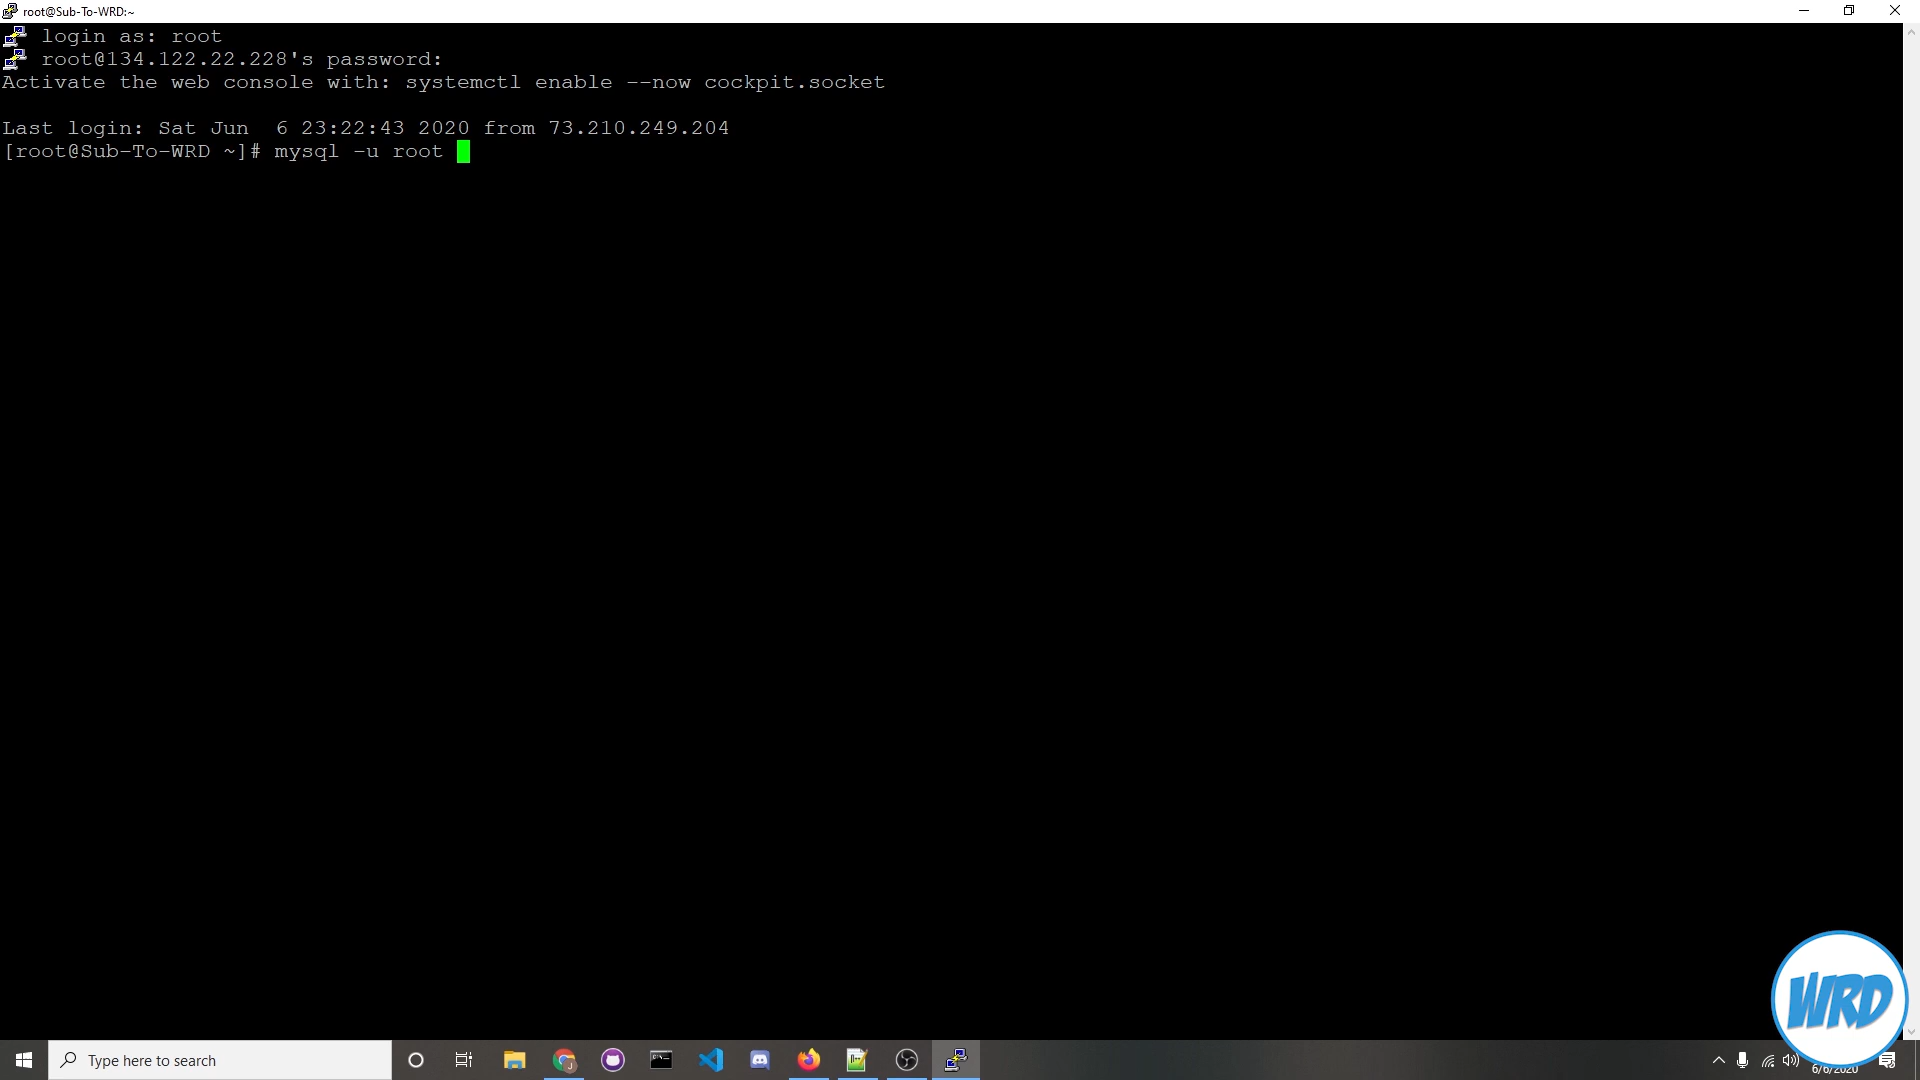 root@Sub-To-WRD:~
login as: root
root@134.122.22.228's password:
Activate the web console with: systemctl enable --now cockpit.socket
Last login: Sat Jun  6 23:22:43 2020 from 73.210.249.204
[root@Sub-To-WRD ~]# mysql -u root
WRD
Type here to search
6/6/2020